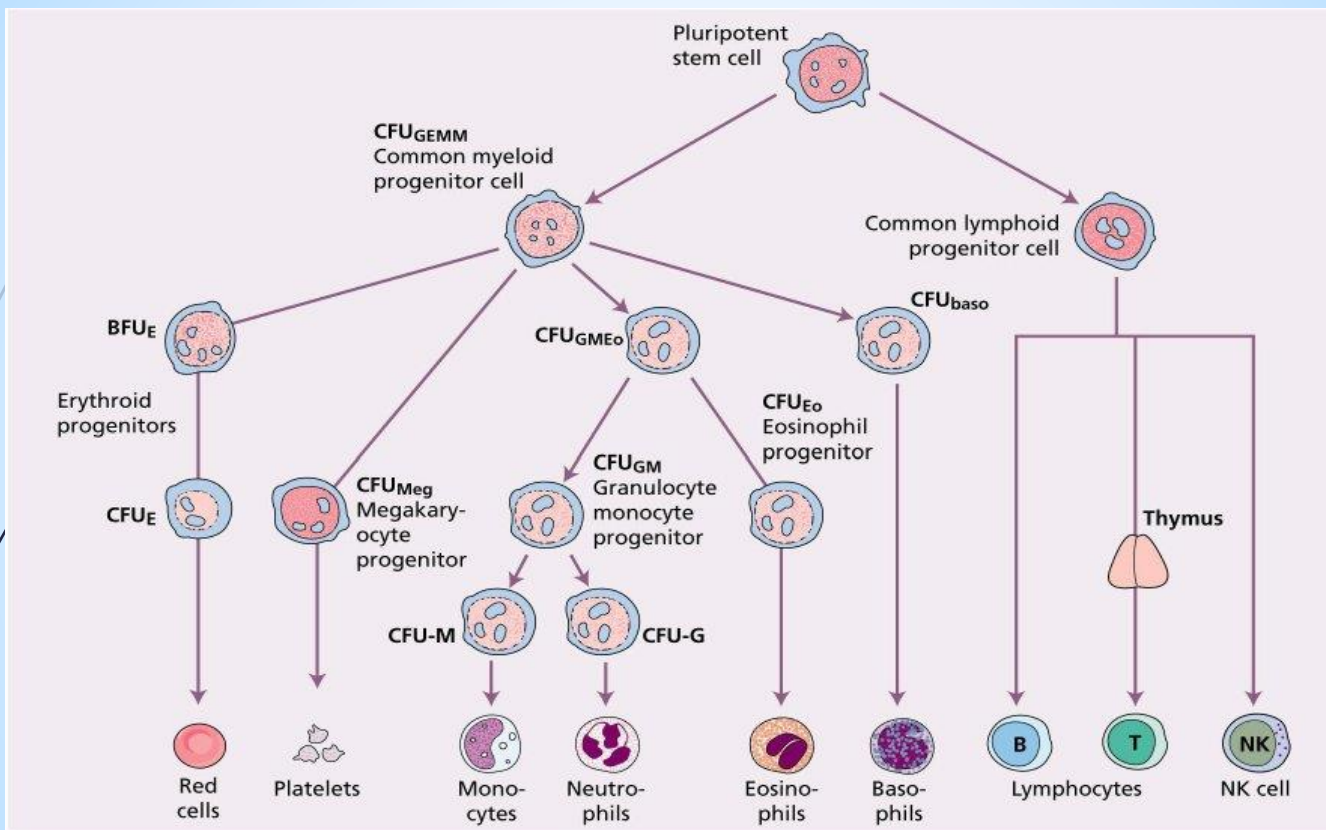 Pluripotent
stem cell
CFUGEMM
Common myeloid
progenitor cell
Common lymphoid
progenitor cell
BFUE
CFUGMEo
CFUbaso
Erythroid
progenitors
CFUEo
Eosinophil
progenitor
CFUE
CFUMeg
Megakary-
ocyte
progenitor
CFUGM
Granulocyte
monocyte
progenitor
Thymus
CFU-M
CFU-G
B
T
NK
Red
cells
Platelets
Mono-
cytes
Neutro-
phils
Eosino-
phils
Baso-
phils
Lymphocytes
NK cell